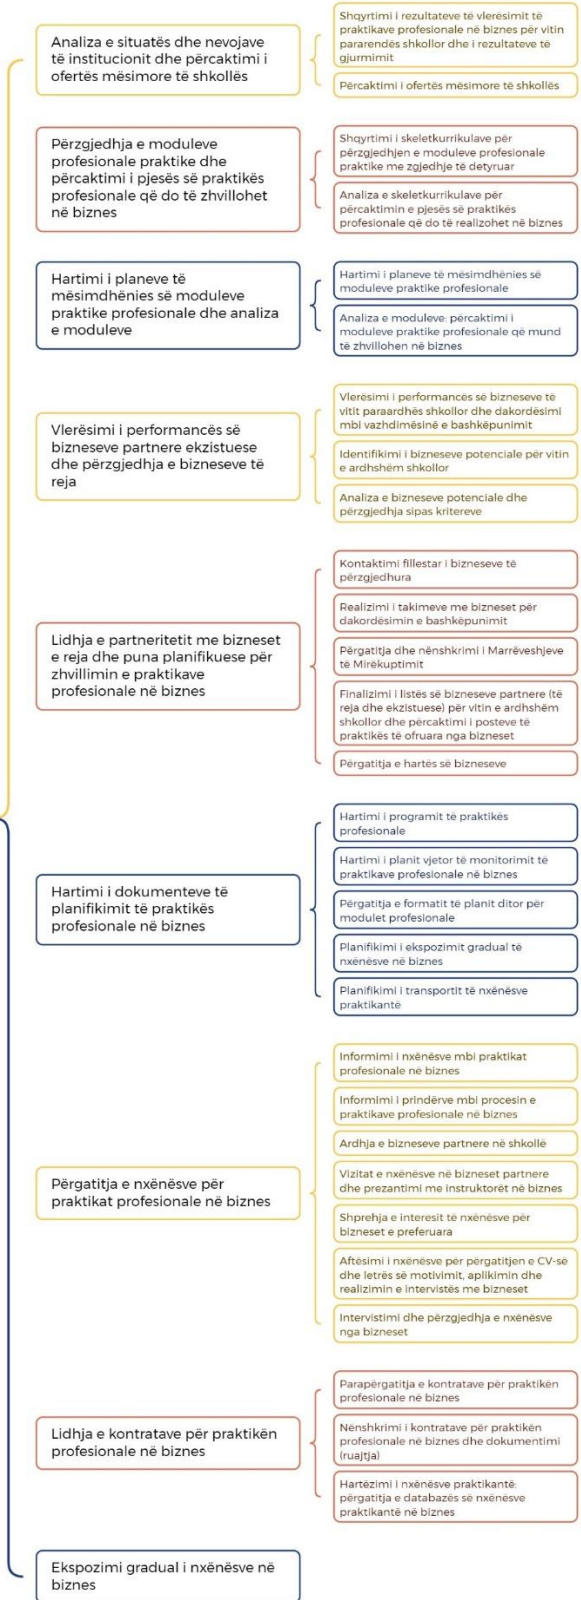 Analiza e situatës dhe nevojave
të institucionit dhe përcaktimi i
ofertës mësimore të shkollës
Shqyrtimi i rezultateve të vlerësimit të
praktikave profesionale në biznes për vitin
pararendës shkollor dhe i rezultateve të
gjurmimit
Përcaktimi i ofertës mësimore të shkollës
Përzgjedhja e moduleve
profesionale praktike dhe
përcaktimi i pjesës së praktikës
profesionale që do të zhvillohet
në biznes
Shqyrtimi i skeletkurrikulave për
përzgjedhjen e moduleve profesionale
praktike me zgjedhje të detyruar
Analiza e skeletkurrikulave për
përcaktimin e pjesës së praktikës
profesionale që do të realizohet në biznes
Hartimi i planeve të
mësimdhënies së moduleve
praktike profesionale dhe analiza
e moduleve
Hartimi i planeve të mësimdhënies së
moduleve praktike profesionale
Analiza e moduleve: përcaktimi i
moduleve praktike profesionale që mund
të zhvillohen në biznes
Vlerësimi i performancës së
bizneseve partnere ekzistuese
dhe përzgjedhja e bizneseve të
reja
Vlerësimi i performancës së bizneseve të
vitit paraardhës shkollor dhe dakordësimi
mbi vazhdimësinë e bashkëpunimit
Identifikimi i bizneseve potenciale për vitin
e ardhshëm shkollor
Analiza e bizneseve potenciale dhe
përzgjedhja sipas kritereve
Lidhja e partneritetit me bizneset
e reja dhe puna planifikuese për
zhvillimin e praktikave
profesionale në biznes
Kontaktimi fillestar i bizneseve të
përzgjedhura
Realizimi i takimeve me bizneset për
dakordësimin e bashkëpunimit
Përgatitja dhe nënshkrimi i Marrëveshjeve
të Mirëkuptimit
Finalizimi i listës së bizneseve partnere (të
reja dhe ekzistuese) për vitin e ardhshëm
shkollor dhe përcaktimi i posteve të
praktikës të ofruara nga bizneset
Përgatitja e hartës së bizneseve
Hartimi i dokumenteve të
planifikimit të praktikës
profesionale në biznes
Hartimi i programit të praktikës
profesionale
Hartimi i planit vjetor të monitorimit të
praktikave profesionale në biznes
Përgatitja e formatit të planit ditor për
modulet profesionale
Planifikimi i ekspozimit gradual të
nxënësve në biznes
Planifikimi i transportit të nxënësve
praktikantë
Përgatitja e nxënësve për
praktikat profesionale në biznes
Informimi i nxënësve mbi praktikat
profesionale në biznes
Informimi i prindërve mbi procesin e
praktikave profesionale në biznes
Ardhja e bizneseve partnere në shkollë
Vizitat e nxënësve në bizneset partnere
dhe prezantimi me instruktorët në biznes
Shprehja e interesit të nxënësve për
bizneset e preferuara
Aftësimi i nxënësve për përgatitjen e CV-së
dhe letrës së motivimit, aplikimin dhe
realizimin e intervistës me bizneset
Intervistimi dhe përzgjedhja e nxënësve
nga bizneset
Lidhja e kontratave për praktikën
profesionale në biznes
Parapërgatitja e kontratave për praktikën
profesionale në biznes
Nënshkrimi i kontratave për praktikën
profesionale në biznes dhe dokumentimi
(ruajtja)
Hartëzimi i nxënësve praktikantë:
përgatitja e databazës së nxënësve
praktikantë në biznes
Ekspozimi gradual i nxënësve në
biznes